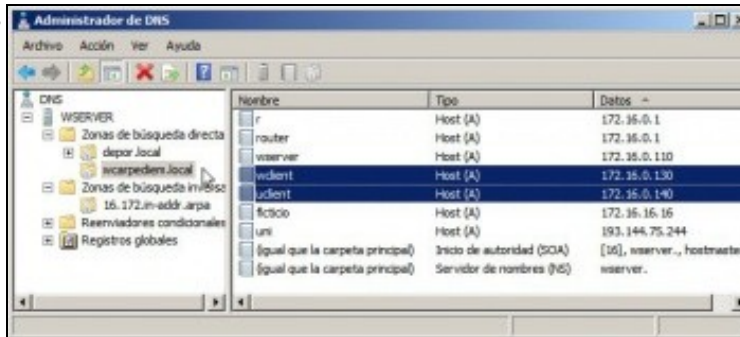 Administrador de DNS
Archivo Acción Ver Ayuda
DNS
WSERVER
Zonas de búsqueda directa
depor.local
wcarpediem.local
Zonas de búsqueda inversa
16.172.in-addr.arpa
Reenviadores condicionales
Registros globales
Nombre Tipo Datos
r Host (A) 172.16.0.1
router Host (A) 172.16.0.1
wserver Host (A) 172.16.0.110
wclient Host (A) 172.16.0.130
uclient Host (A) 172.16.0.140
ficticio Host (A) 172.16.16.16
uni Host (A) 193.144.75.244
(igual que la carpeta principal) Inicio de autoridad (SOA) [16], wserver., hostmaste
(igual que la carpeta principal) Servidor de nombres (NS) wserver.